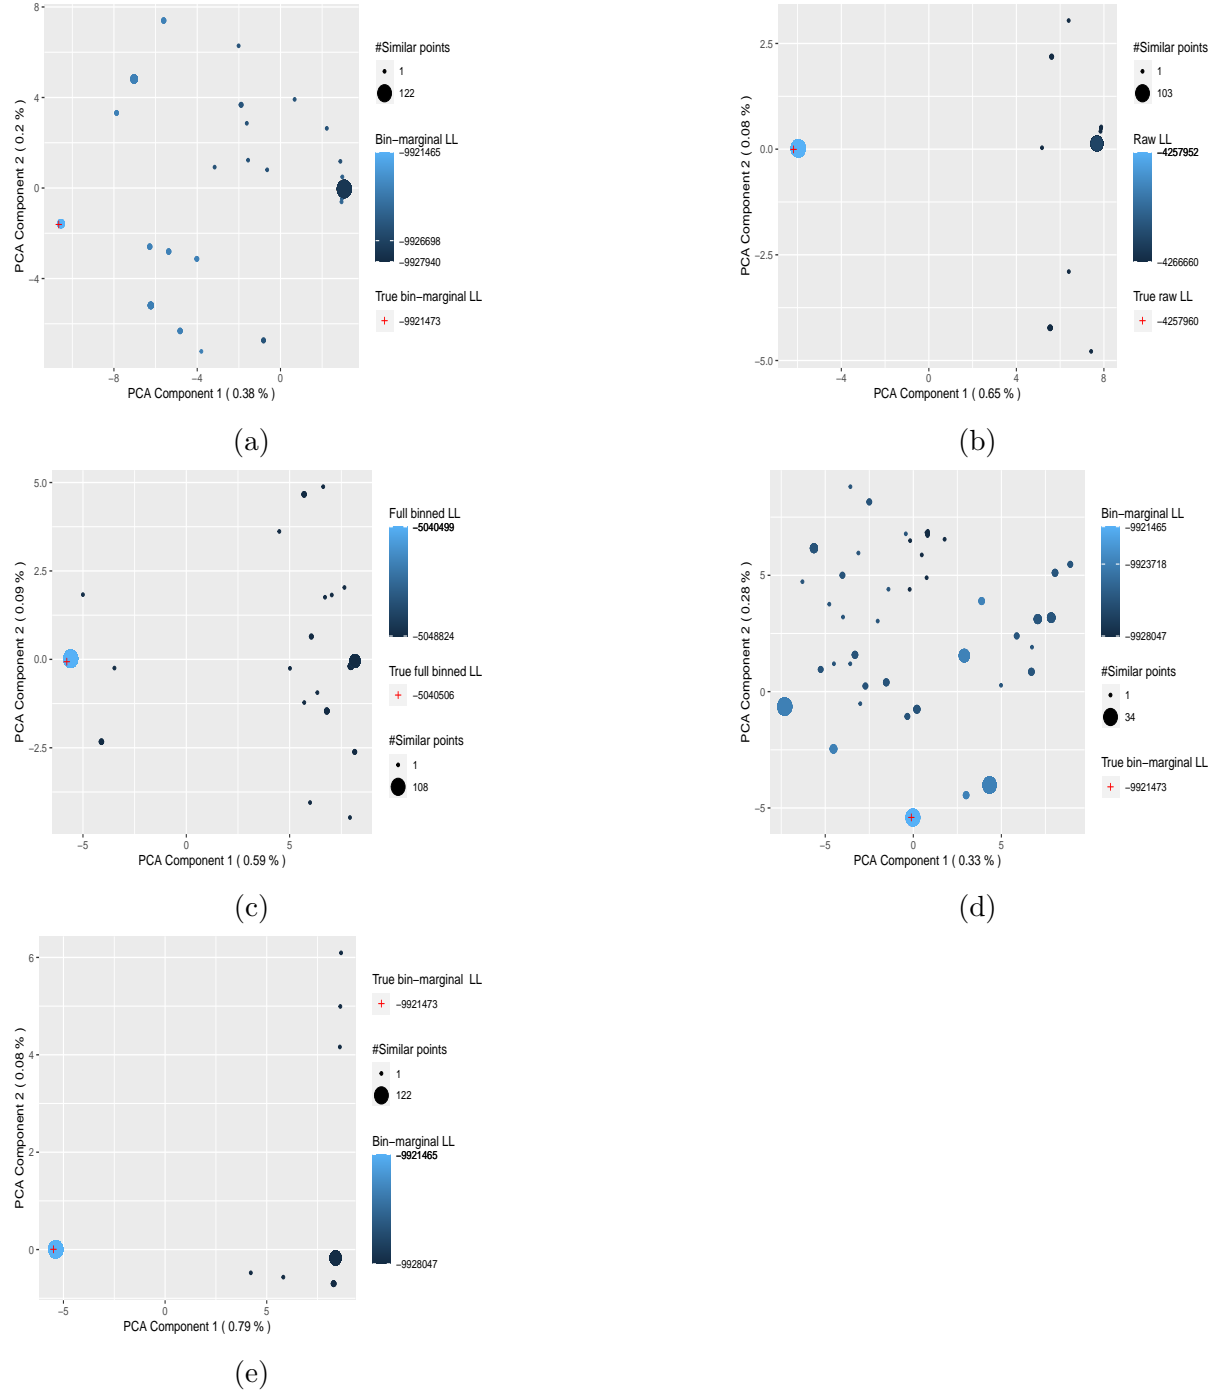 8
4
0
−4
−8
−4
0
PCA Component 2 ( 0.2 % )
PCA Component 1 ( 0.38 % )
#Similar points
1
122
Bin−marginal LL
−9921465
−9926698
−9927940
True bin−marginal LL
−9921473
(a)
2.5
0.0
−2.5
−5.0
−4
0
4
8
PCA Component 2 ( 0.08 % )
PCA Component 1 ( 0.65 % )
#Similar points
1
103
Raw LL
−4257952
−4266660
True raw LL
−4257960
(b)
5.0
2.5
0.0
−2.5
−5
0
5
PCA Component 2 ( 0.09 % )
PCA Component 1 ( 0.59 % )
Full binned LL
−5040499
−5048824
True full binned LL
−5040506
#Similar points
1
108
(c)
5
0
−5
−5
0
5
PCA Component 2 ( 0.28 % )
PCA Component 1 ( 0.33 % )
Bin−marginal LL
−9921465
−9923718
−9928047
#Similar points
1
34
True bin−marginal LL
−9921473
(d)
6
4
2
0
−5
0
5
PCA Component 2 ( 0.08 % )
PCA Component 1 ( 0.79 % )
True bin−marginal LL
−9921473
#Similar points
1
122
Bin−marginal LL
−9921465
−9928047
(e)